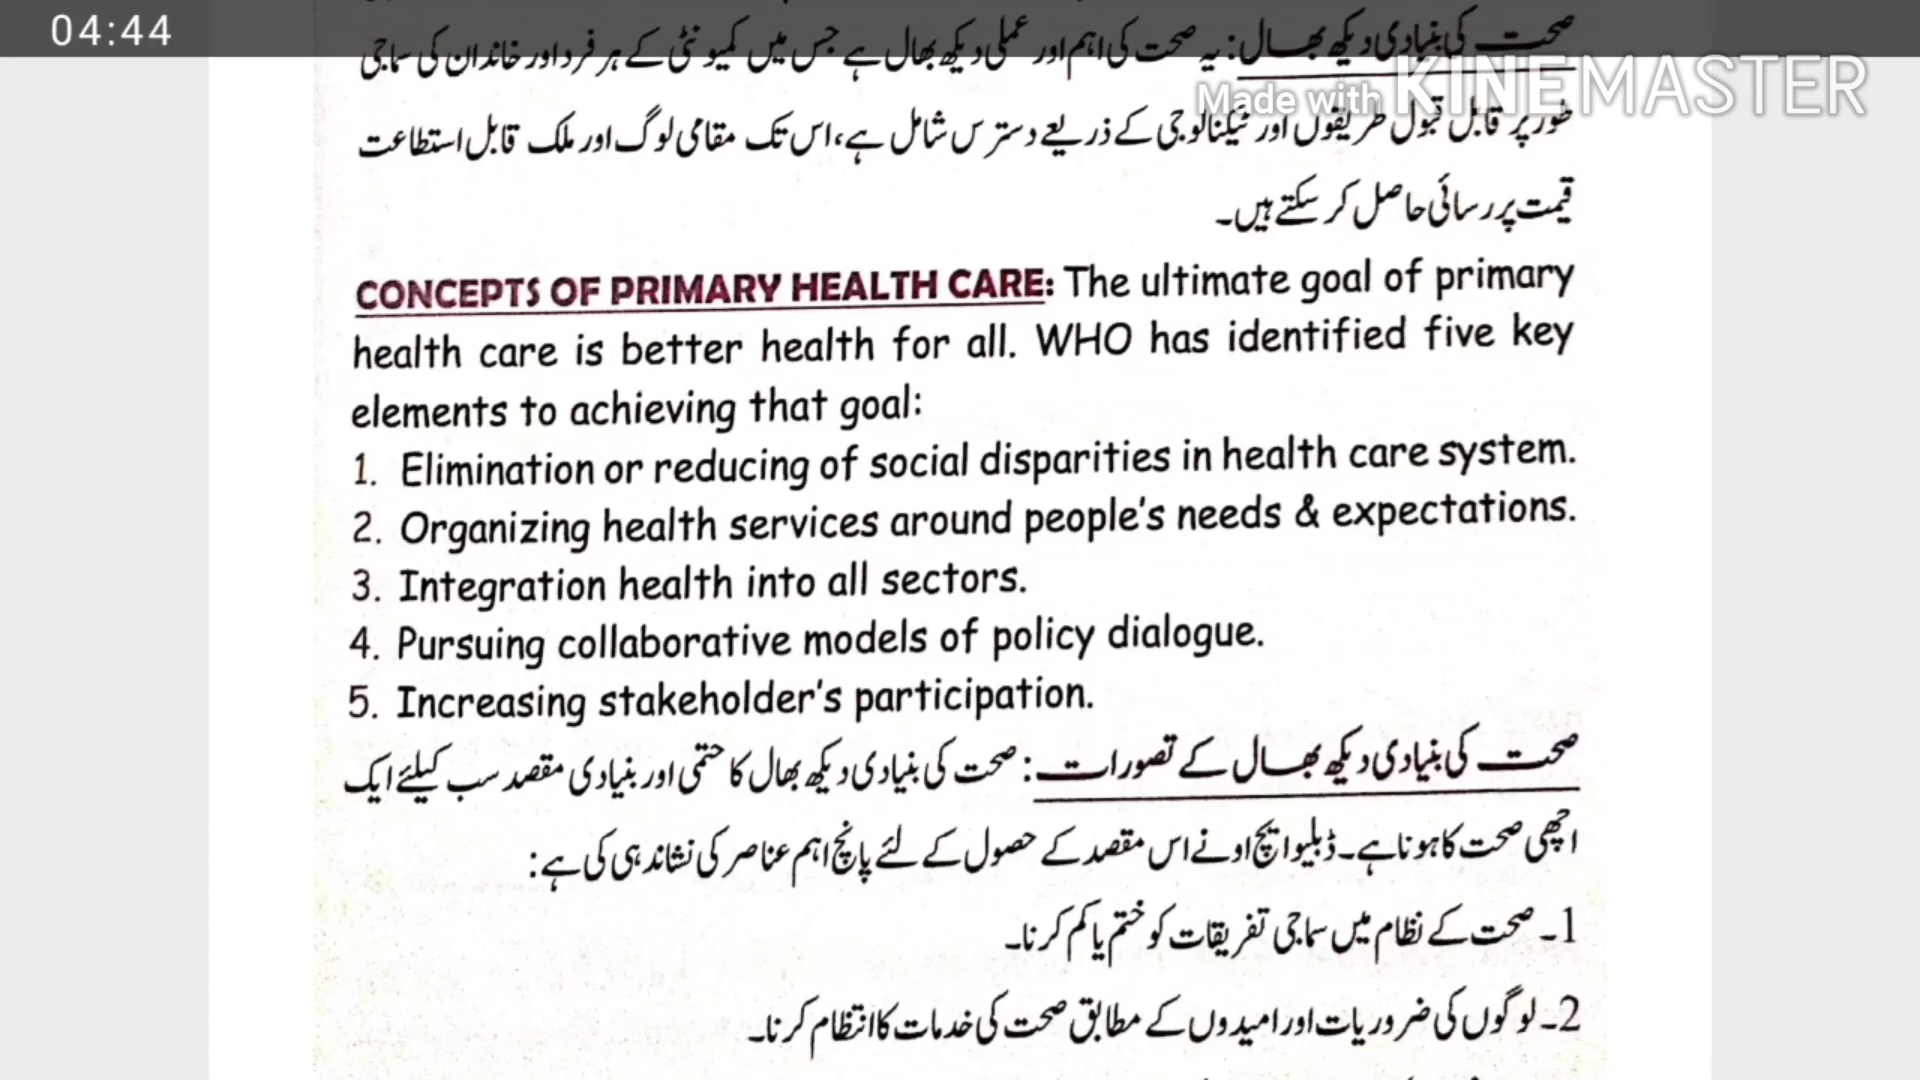 04:44
صحت کی بنیادی دیکھ بھال: یہ صحت کی اہم اور عملی دیکھ بھال ہے جس میں کمیونٹی کے ہر فرد اور خاندان کی سماجی
Made with KINEMASTER
طور پر قابل قبول طریقوں اور ٹیکنالوجی کے ذریعے دسترس شامل ہے، اس تک مقامی لوگ اور ملک قابل استطاعت
قیمت پر رسائی حاصل کر سکتے ہیں۔
CONCEPTS OF PRIMARY HEALTH CARE: The ultimate goal of primary
health care is better health for all. WHO has identified five key
elements to achieving that goal:
1. Elimination or reducing of social disparities in health care system.
2. Organizing health services around people's needs & expectations.
3. Integration health into all sectors.
4. Pursuing collaborative models of policy dialogue.
5. Increasing stakeholder's participation.
صحت کی بنیادی دیکھ بھال کے تصورات: صحت کی بنیادی دیکھ بھال کا حتمی اور بنیادی مقصد سب کیلئے ایک
اچھی صحت کا ہونا ہے۔ ڈبلیو ایچ او نے اس مقصد کے حصول کے لئے پانچ اہم عناصر کی نشاندہی کی ہے:
1۔ صحت کے نظام میں سماجی تفریقات کو ختم یا کم کرنا۔
2۔ لوگوں کی ضروریات اور امیدوں کے مطابق صحت کی خدمات کا انتظام کرنا۔